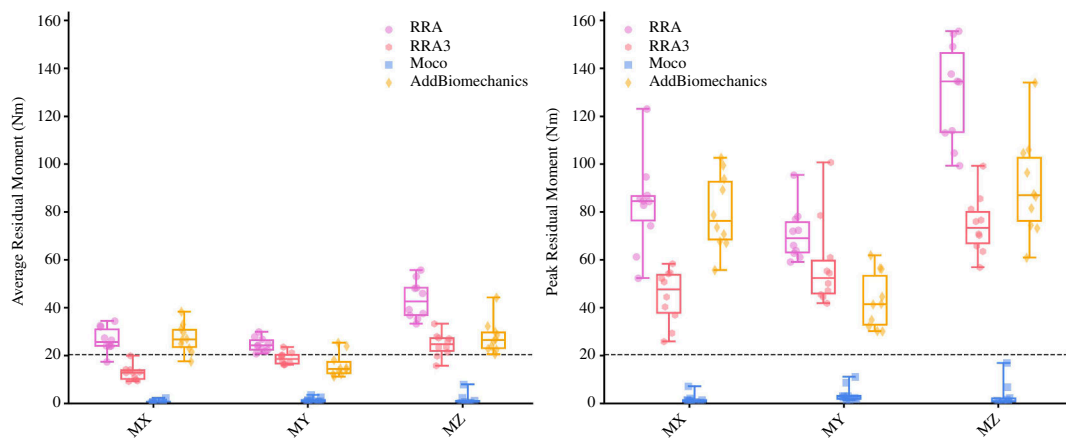 160
140
120
100
80
60
40
20
0
Average Residual Moment (Nm)
RRA
RRA3
Moco
AddBiomechanics
MX
MY
MZ
160
140
120
100
80
60
40
20
0
Peak Residual Moment (Nm)
RRA
RRA3
Moco
AddBiomechanics
MX
MY
MZ